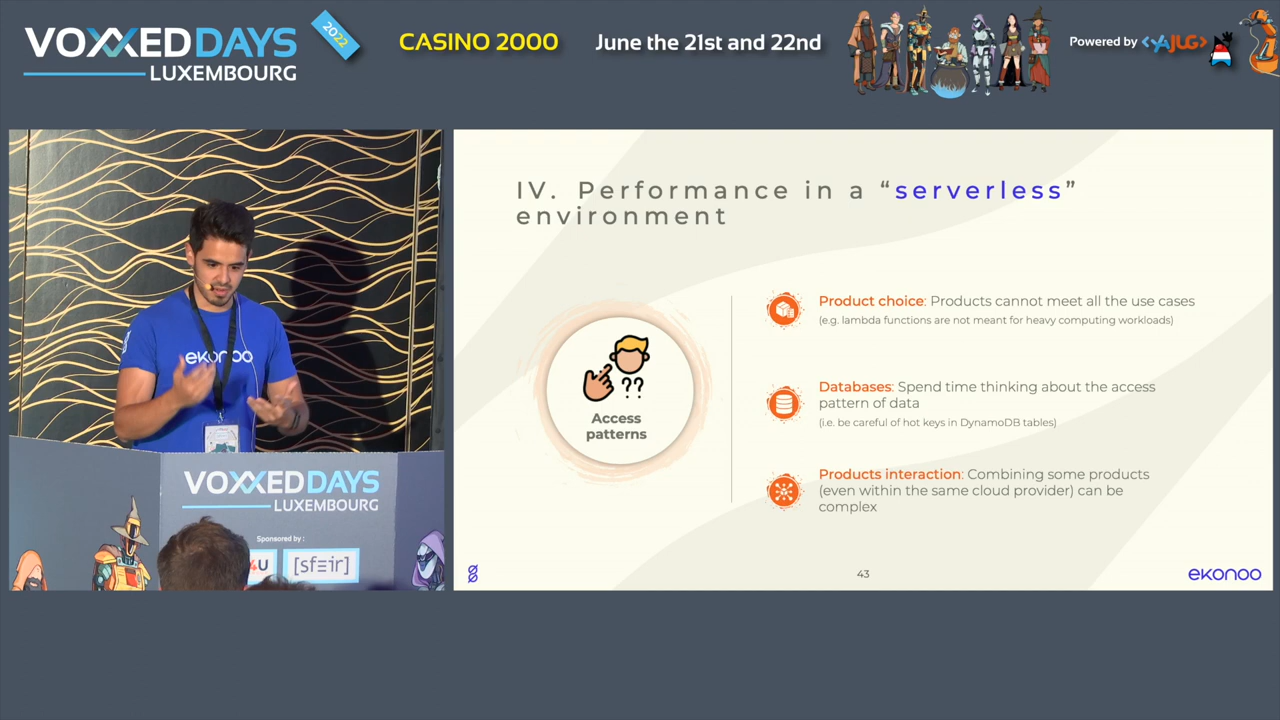 VOXXED DAYS
LUXEMBOURG
2022
CASINO 2000
June the 21st and 22nd
Powered by <YAJUG>
ekonoo
VOXXED DAYS
LUXEMBOURG
Sponsored by :
4U
[sfeir]
IV. Performance in a “serverless”
environment
??
Access
patterns
Product choice: Products cannot meet all the use cases
(e.g. lambda functions are not meant for heavy computing workloads)
Databases: Spend time thinking about the access
pattern of data
(i.e. be careful of hot keys in DynamoDB tables)
Products interaction: Combining some products
(even within the same cloud provider) can be
complex
43
ekonoo